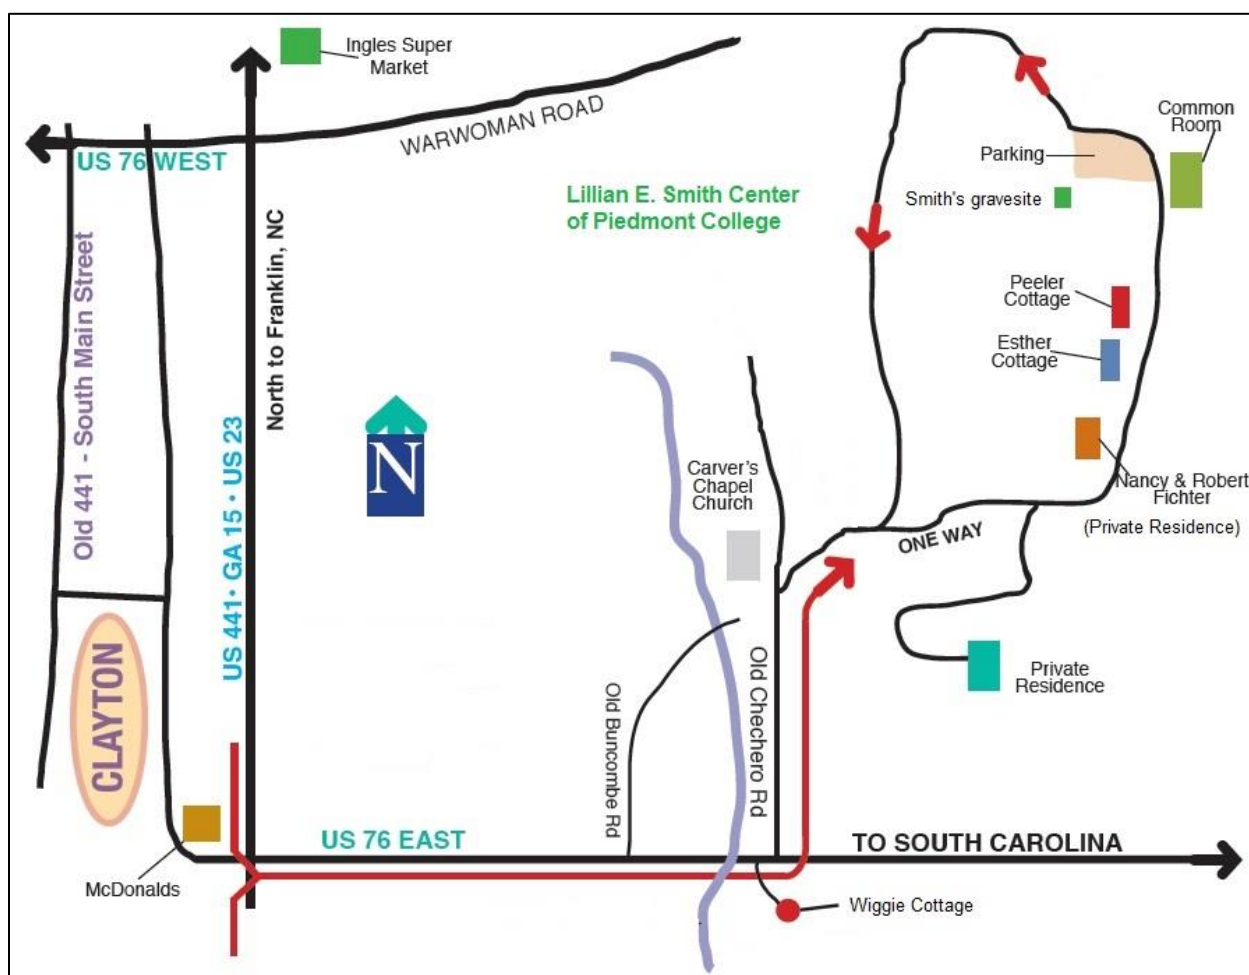 Ingles Super
Market
WARWOMAN ROAD
US 76 WEST
Common
Room
Parking
Smith's gravesite
Lillian E. Smith Center
of Piedmont College
Old 441 - South Main Street
North to Franklin, NC
US 441• GA 15 • US 23
N
Peeler
Cottage
Esther
Cottage
Carver's
Chapel
Church
Nancy & Robert
Fichter
(Private Residence)
ONE WAY
CLAYTON
Old Buncombe Rd
Old Chechero Rd
Private
Residence
McDonalds
US 76 EAST
TO SOUTH CAROLINA
Wiggie Cottage